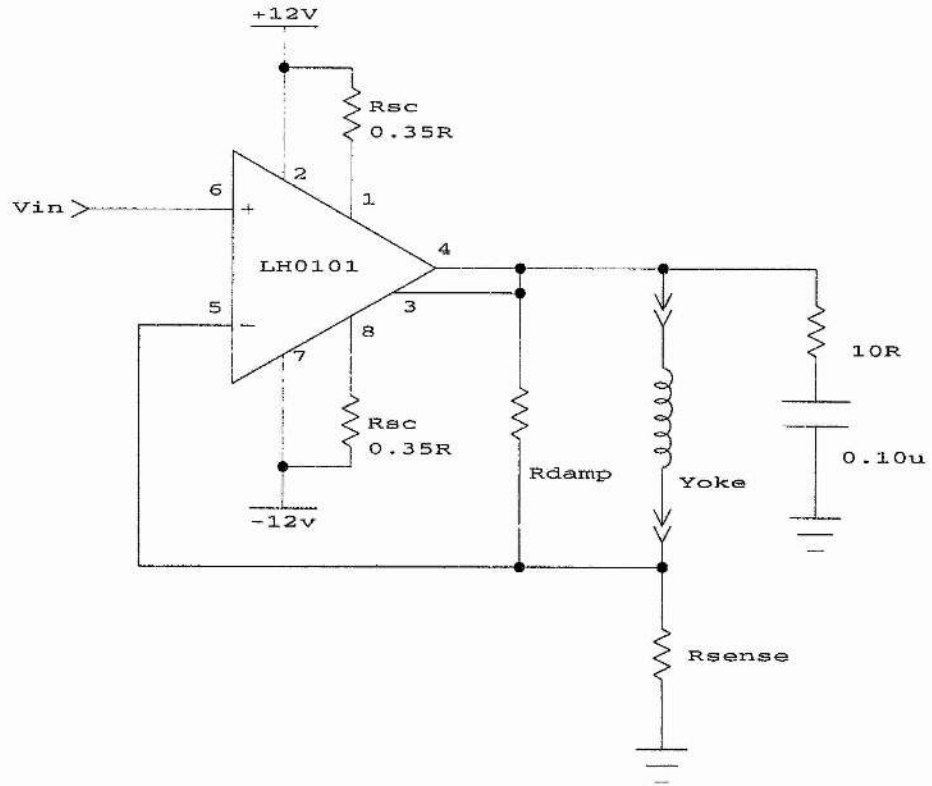 +12V
Rsc
0.35R
2
1
6
Vin
+
4
LH0101
3
5
−
8
7
10R
Rsc
0.35R
0.10u
Rdamp
Yoke
-12v
Rsense